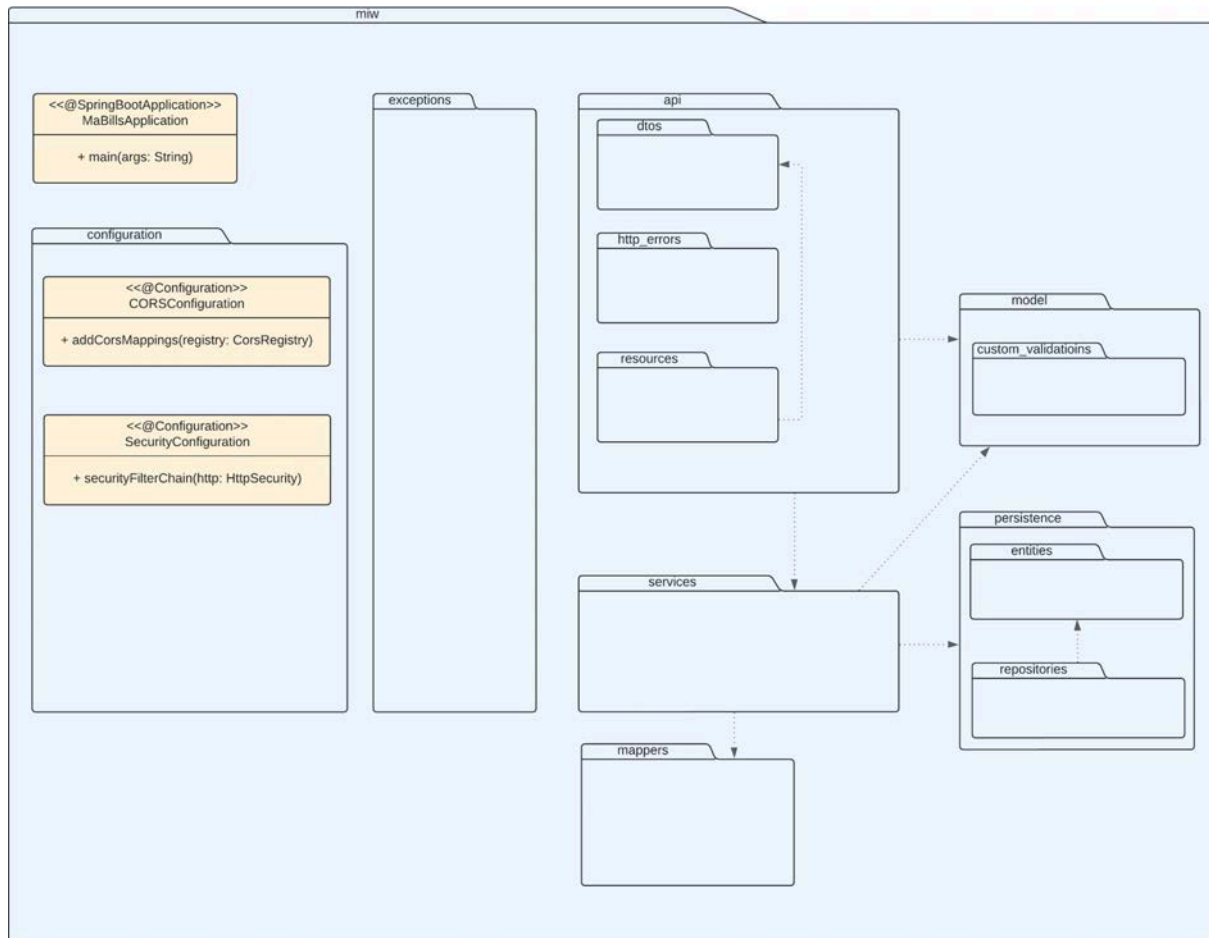 miw
<<@SpringBootApplication>>
MaBillsApplication
+ main(args: String)
configuration
<<@Configuration>>
CORSConfiguration
+ addCorsMappings(registry: CorsRegistry)
<<@Configuration>>
SecurityConfiguration
+ securityFilterChain(http: HttpSecurity)
exceptions
api
dtos
http_errors
resources
model
custom_validatioins
services
persistence
entities
repositories
mappers